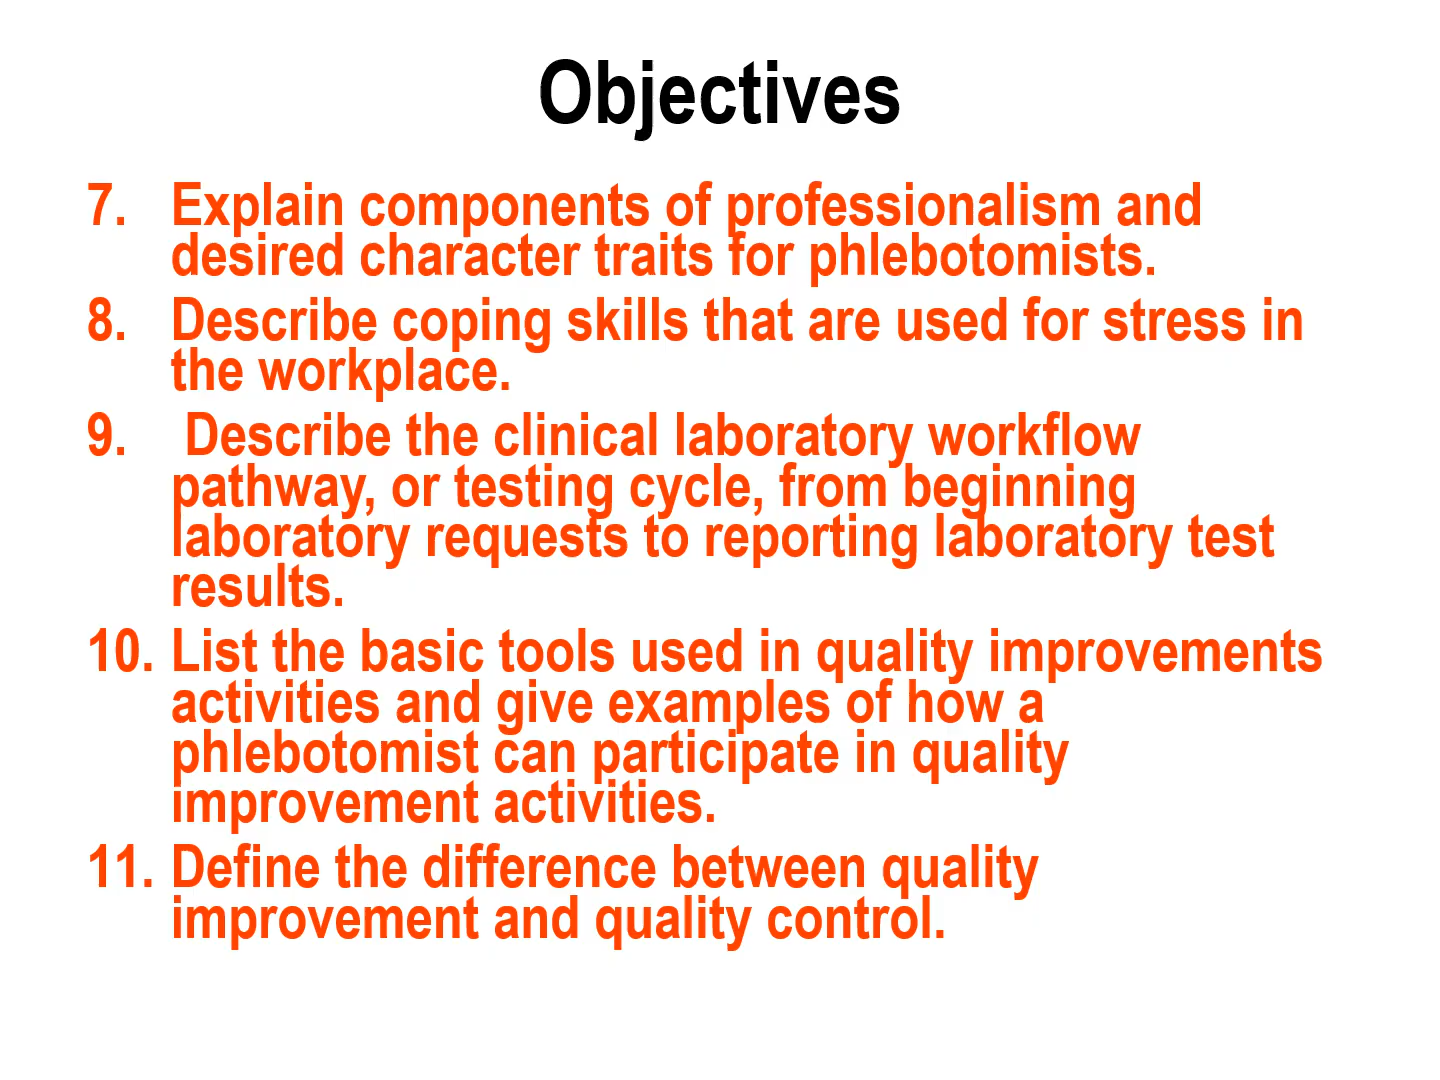 Objectives
7. Explain components of professionalism and
desired character traits for phlebotomists.
8. Describe coping skills that are used for stress in
the workplace.
9. Describe the clinical laboratory workflow
pathway, or testing cycle, from beginning
laboratory requests to reporting laboratory test
results.
10. List the basic tools used in quality improvements
activities and give examples of how a
phlebotomist can participate in quality
improvement activities.
11. Define the difference between quality
improvement and quality control.